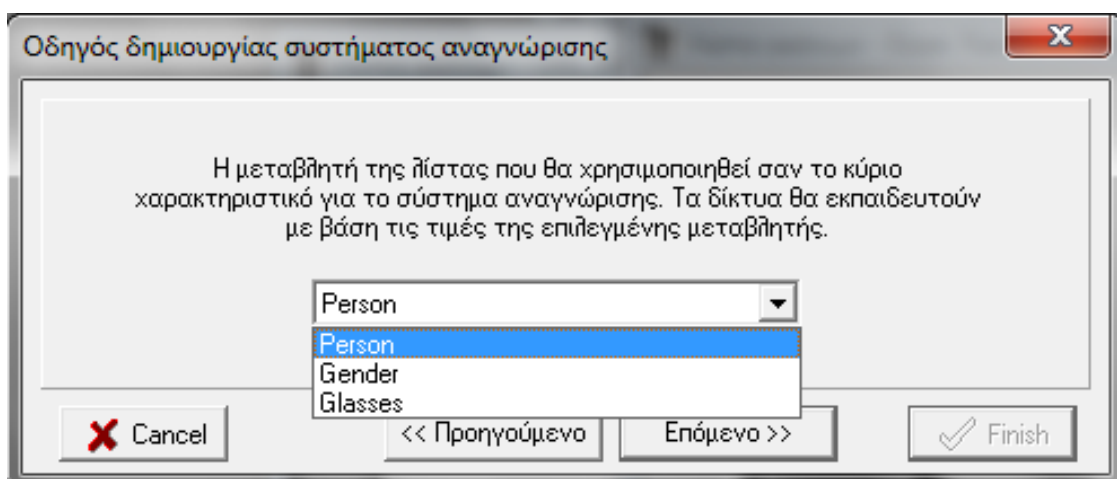 Οδηγός δημιουργίας συστήματος αναγνώρισης
Η μεταβλητή της λίστας που θα χρησιμοποιηθεί σαν το κύριο
χαρακτηριστικό για το σύστημα αναγνώρισης. Τα δίκτυα θα εκπαιδευτούν
με βάση τις τιμές της επιλεγμένης μεταβλητής.
Person
Person
Gender
Glasses
Cancel
<< Προηγούμενο
Επόμενο >>
Finish